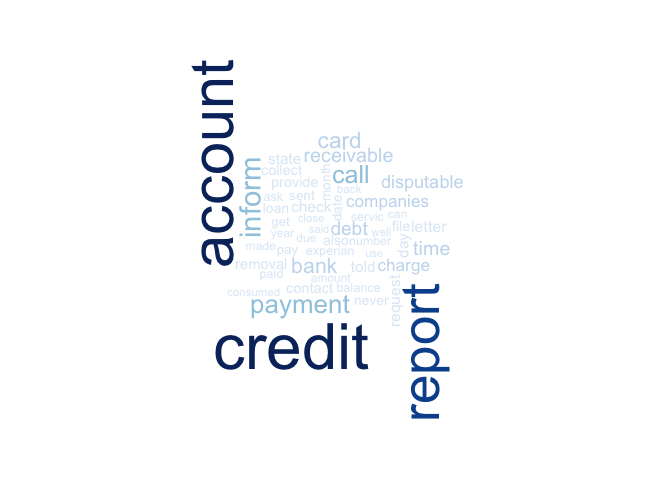 account
card
state
receivable
collect
month
call
inform
provide
disputable
back
ask
sent
companies
loan
check
date
get
close
servic
can
file
letter
year
said
debt
well
due
also
number
day
made
pay
experian
use
time
removal
bank
told
charge
paid
amount
request
consumed
contact
balance
never
payment
report
credit